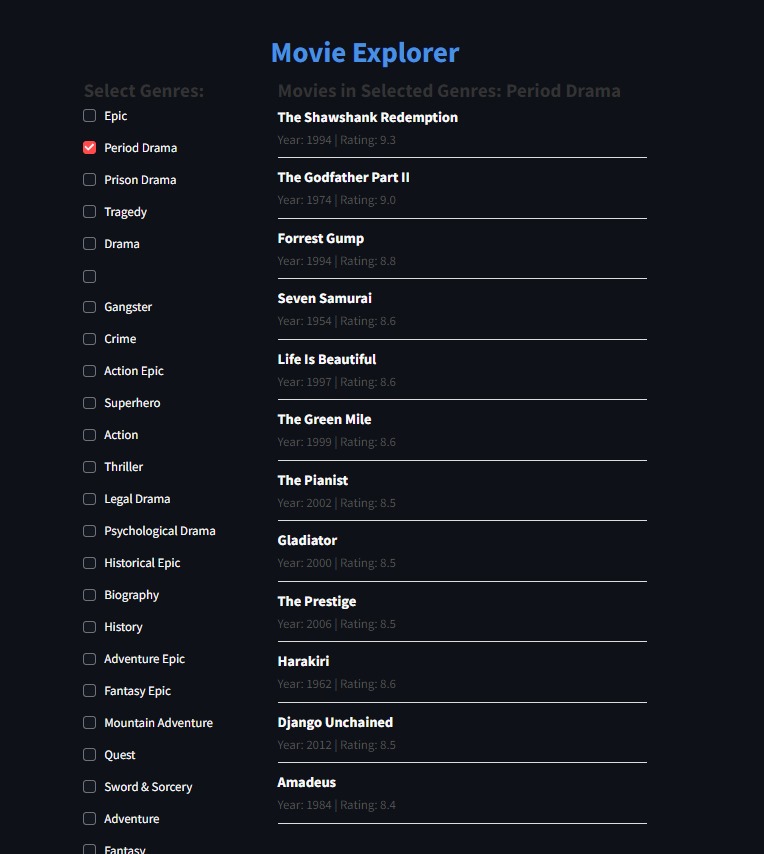 Movie Explorer
Select Genres:
Epic
Period Drama
Prison Drama
Tragedy
Drama
Gangster
Crime
Action Epic
Superhero
Action
Thriller
Legal Drama
Psychological Drama
Historical Epic
Biography
History
Adventure Epic
Fantasy Epic
Mountain Adventure
Quest
Sword & Sorcery
Adventure
Fantasy
Movies in Selected Genres: Period Drama
The Shawshank Redemption
Year: 1994 | Rating: 9.3
The Godfather Part II
Year: 1974 | Rating: 9.0
Forrest Gump
Year: 1994 | Rating: 8.8
Seven Samurai
Year: 1954 | Rating: 8.6
Life Is Beautiful
Year: 1997 | Rating: 8.6
The Green Mile
Year: 1999 | Rating: 8.6
The Pianist
Year: 2002 | Rating: 8.5
Gladiator
Year: 2000 | Rating: 8.5
The Prestige
Year: 2006 | Rating: 8.5
Harakiri
Year: 1962 | Rating: 8.6
Django Unchained
Year: 2012 | Rating: 8.5
Amadeus
Year: 1984 | Rating: 8.4